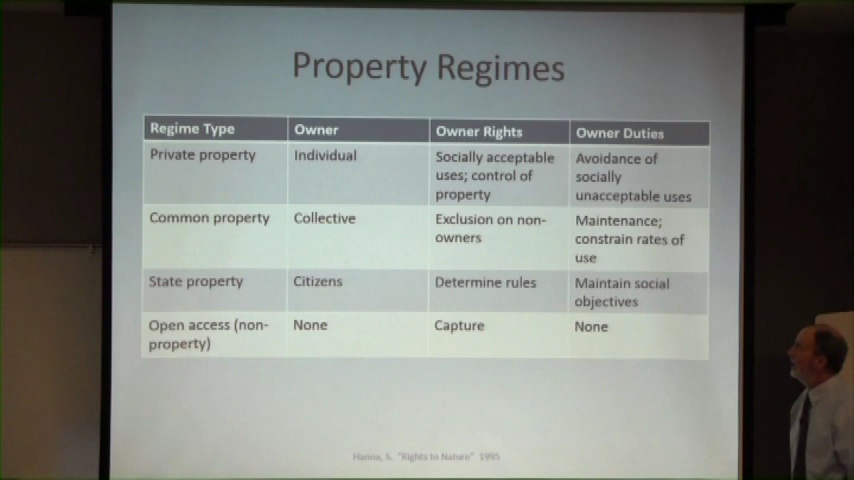 Property Regimes
Regime Type Owner Owner Rights Owner Duties
Private property Individual Socially acceptable uses; control of property Avoidance of socially unacceptable uses
Common property Collective Exclusion on non-owners Maintenance; constrain rates of use
State property Citizens Determine rules Maintain social objectives
Open access (non-property) None Capture None
Hanna, S. "Rights to Nature" 1995